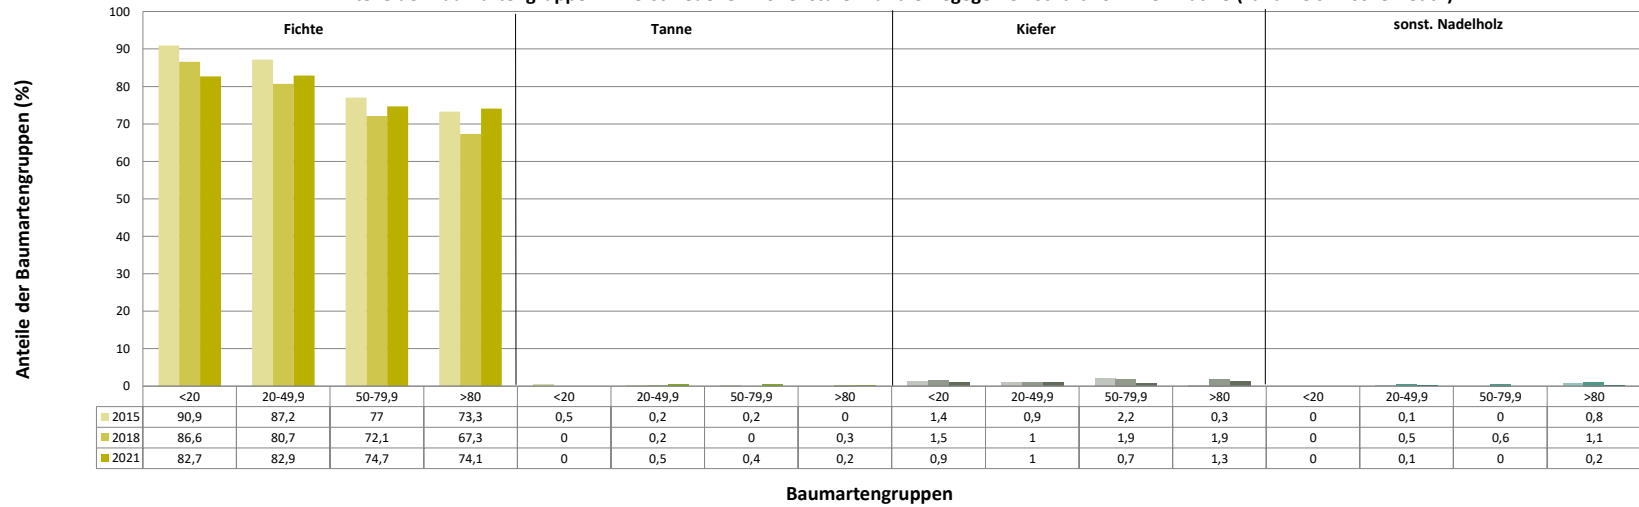 100
Fichte Tanne Kiefer sonst. Nadelholz
90
80
70
60
50
40
30
20
10
0
Anteile der Baumartengruppen (%)
<20 20-49,9 50-79,9 >80 <20 20-49,9 50-79,9 >80 <20 20-49,9 50-79,9 >80 <20 20-49,9 50-79,9 >80
2015 90,9 87,2 77 73,3 0,5 0,2 0,2 0 1,4 0,9 2,2 0,3 0 0,1 0 0,8
2018 86,6 80,7 72,1 67,3 0 0,2 0 0,3 1,5 1 1,9 1,9 0 0,5 0,6 1,1
2021 82,7 82,9 74,7 74,1 0 0,5 0,4 0,2 0,9 1 0,7 1,3 0 0,1 0 0,2
Baumartengruppen